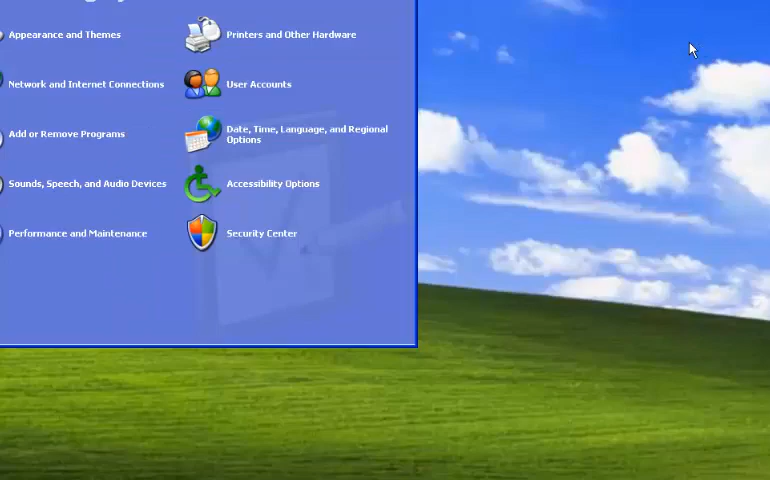 Appearance and Themes
Printers and Other Hardware
Network and Internet Connections
User Accounts
Add or Remove Programs
Date, Time, Language, and Regional
Options
Sounds, Speech, and Audio Devices
Accessibility Options
Performance and Maintenance
Security Center